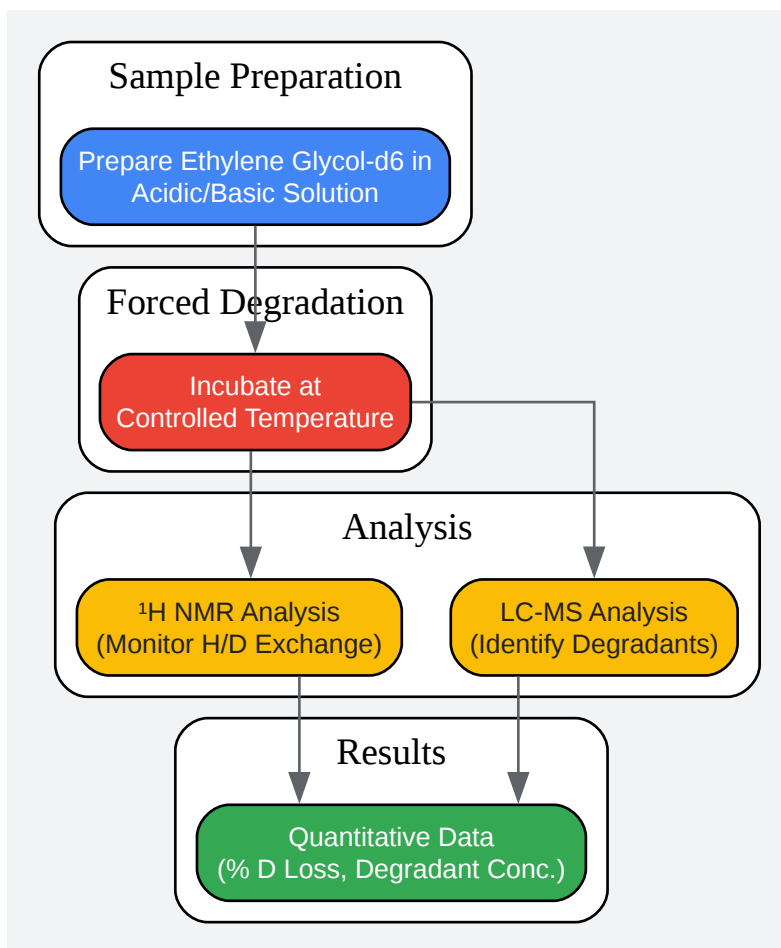 Sample Preparation
Prepare Ethylene Glycol-d6 in
Acidic/Basic Solution
Forced Degradation
Incubate at
Controlled Temperature
Analysis
¹H NMR Analysis
(Monitor H/D Exchange)
LC-MS Analysis
(Identify Degradants)
Results
Quantitative Data
(% D Loss, Degradant Conc.)